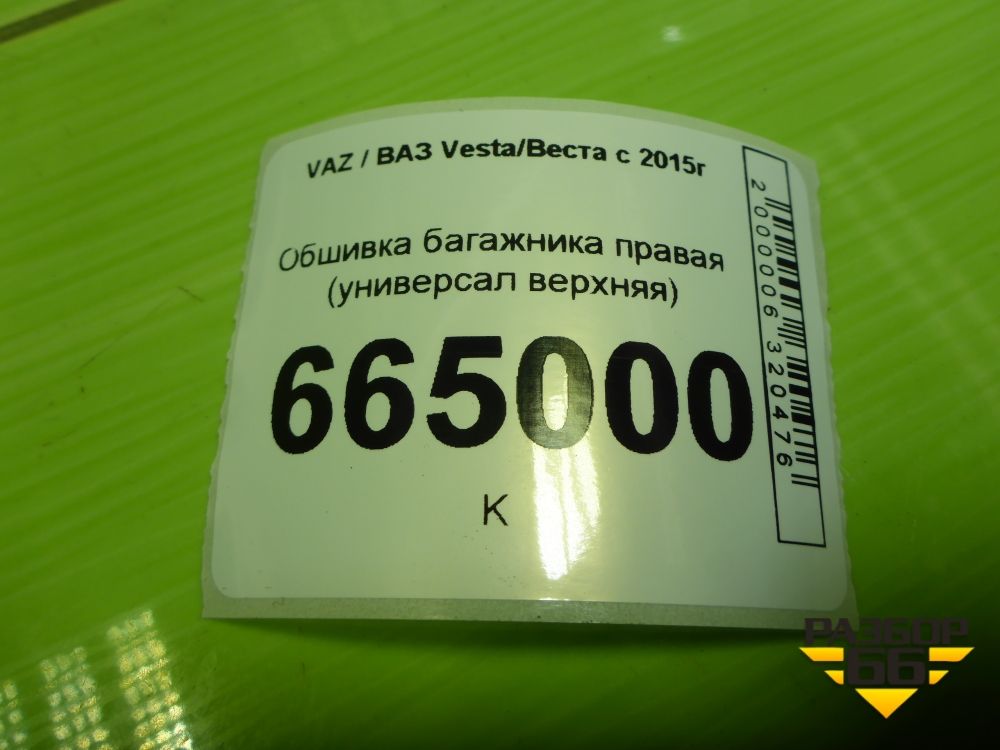 VAZ / ВАЗ Vesta/Веста с 2015г
Обшивка багажника правая
(универсал верхняя)
665000
К
2000006320476
РАЗБОР
66